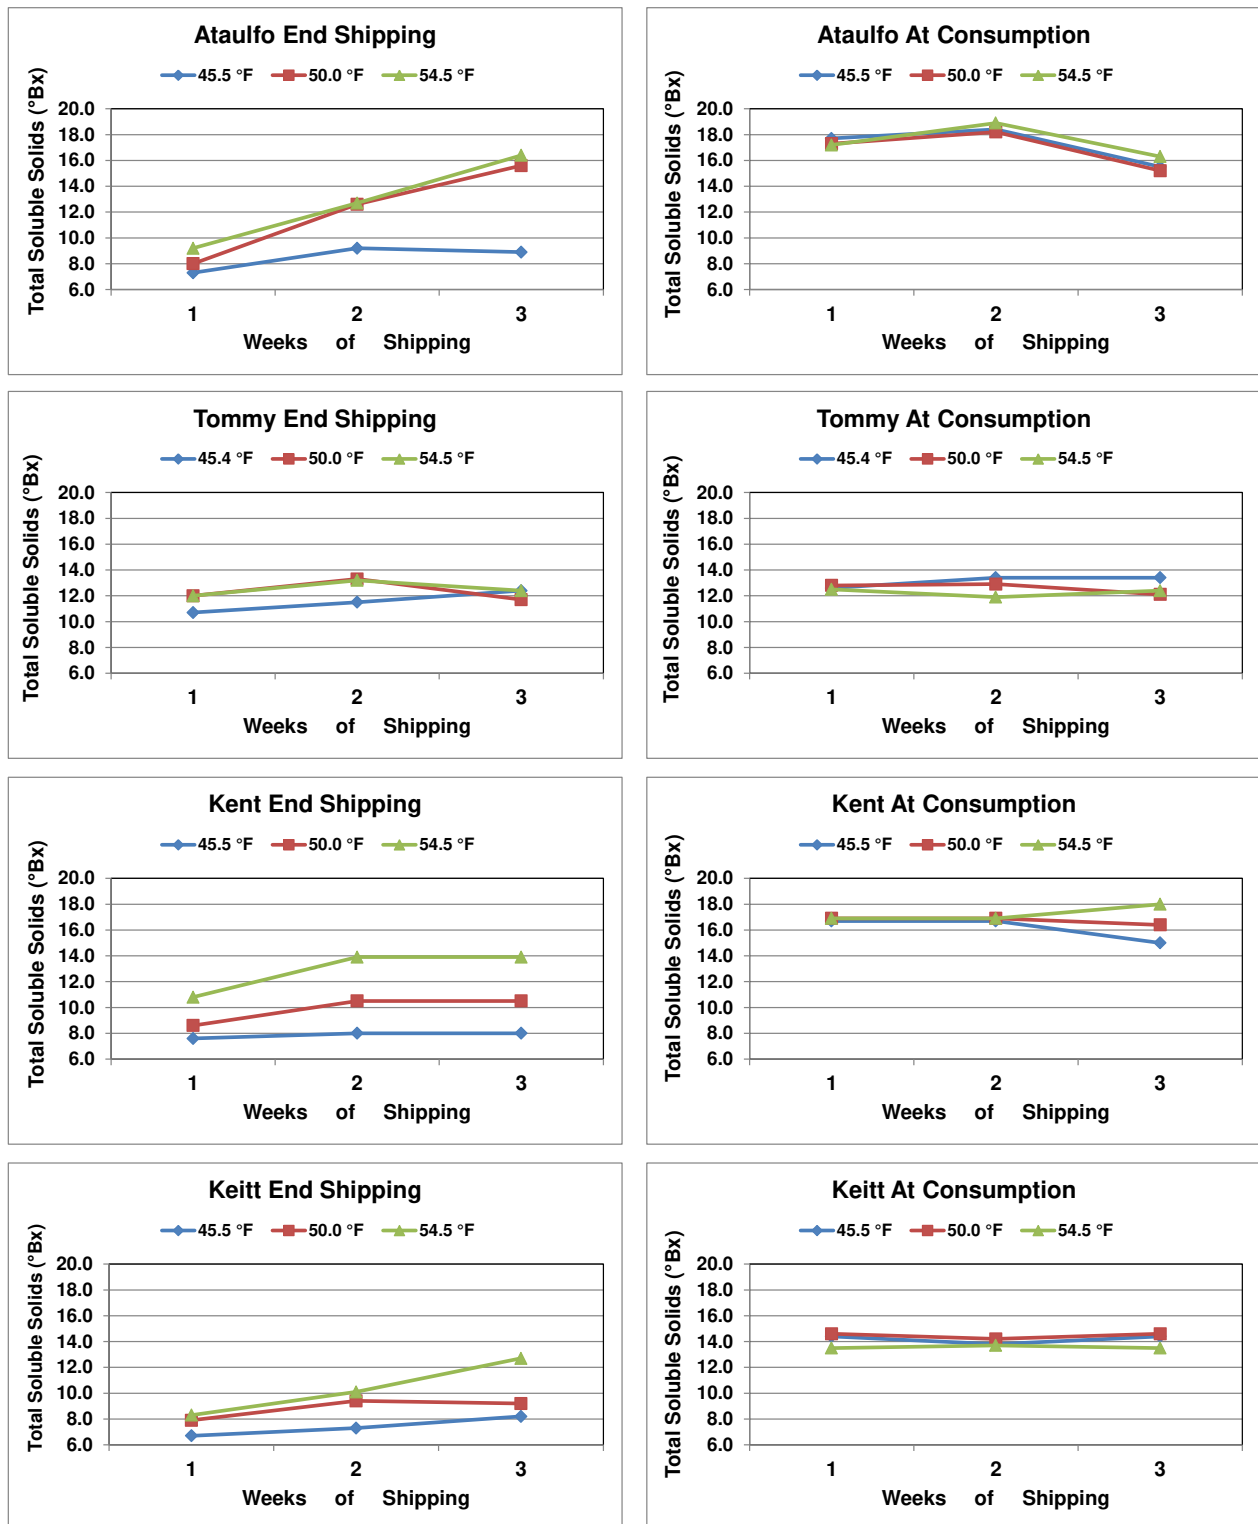 Ataulfo End Shipping
45.5 °F 50.0 °F 54.5 °F
Total Soluble Solids (°Bx)
20.0
18.0
16.0
14.0
12.0
10.0
8.0
6.0
1 2 3
Weeks of Shipping
Ataulfo At Consumption
45.5 °F 50.0 °F 54.5 °F
Total Soluble Solids (°Bx)
20.0
18.0
16.0
14.0
12.0
10.0
8.0
6.0
1 2 3
Weeks of Shipping
Tommy End Shipping
45.4 °F 50.0 °F 54.5 °F
Total Soluble Solids (°Bx)
20.0
18.0
16.0
14.0
12.0
10.0
8.0
6.0
1 2 3
Weeks of Shipping
Tommy At Consumption
45.4 °F 50.0 °F 54.5 °F
Total Soluble Solids (°Bx)
20.0
18.0
16.0
14.0
12.0
10.0
8.0
6.0
1 2 3
Weeks of Shipping
Kent End Shipping
45.5 °F 50.0 °F 54.5 °F
Total Soluble Solids (°Bx)
20.0
18.0
16.0
14.0
12.0
10.0
8.0
6.0
1 2 3
Weeks of Shipping
Kent At Consumption
45.5 °F 50.0 °F 54.5 °F
Total Soluble Solids (°Bx)
20.0
18.0
16.0
14.0
12.0
10.0
8.0
6.0
1 2 3
Weeks of Shipping
Keitt End Shipping
45.5 °F 50.0 °F 54.5 °F
Total Soluble Solids (°Bx)
20.0
18.0
16.0
14.0
12.0
10.0
8.0
6.0
1 2 3
Weeks of Shipping
Keitt At Consumption
45.5 °F 50.0 °F 54.5 °F
Total Soluble Solids (°Bx)
20.0
18.0
16.0
14.0
12.0
10.0
8.0
6.0
1 2 3
Weeks of Shipping